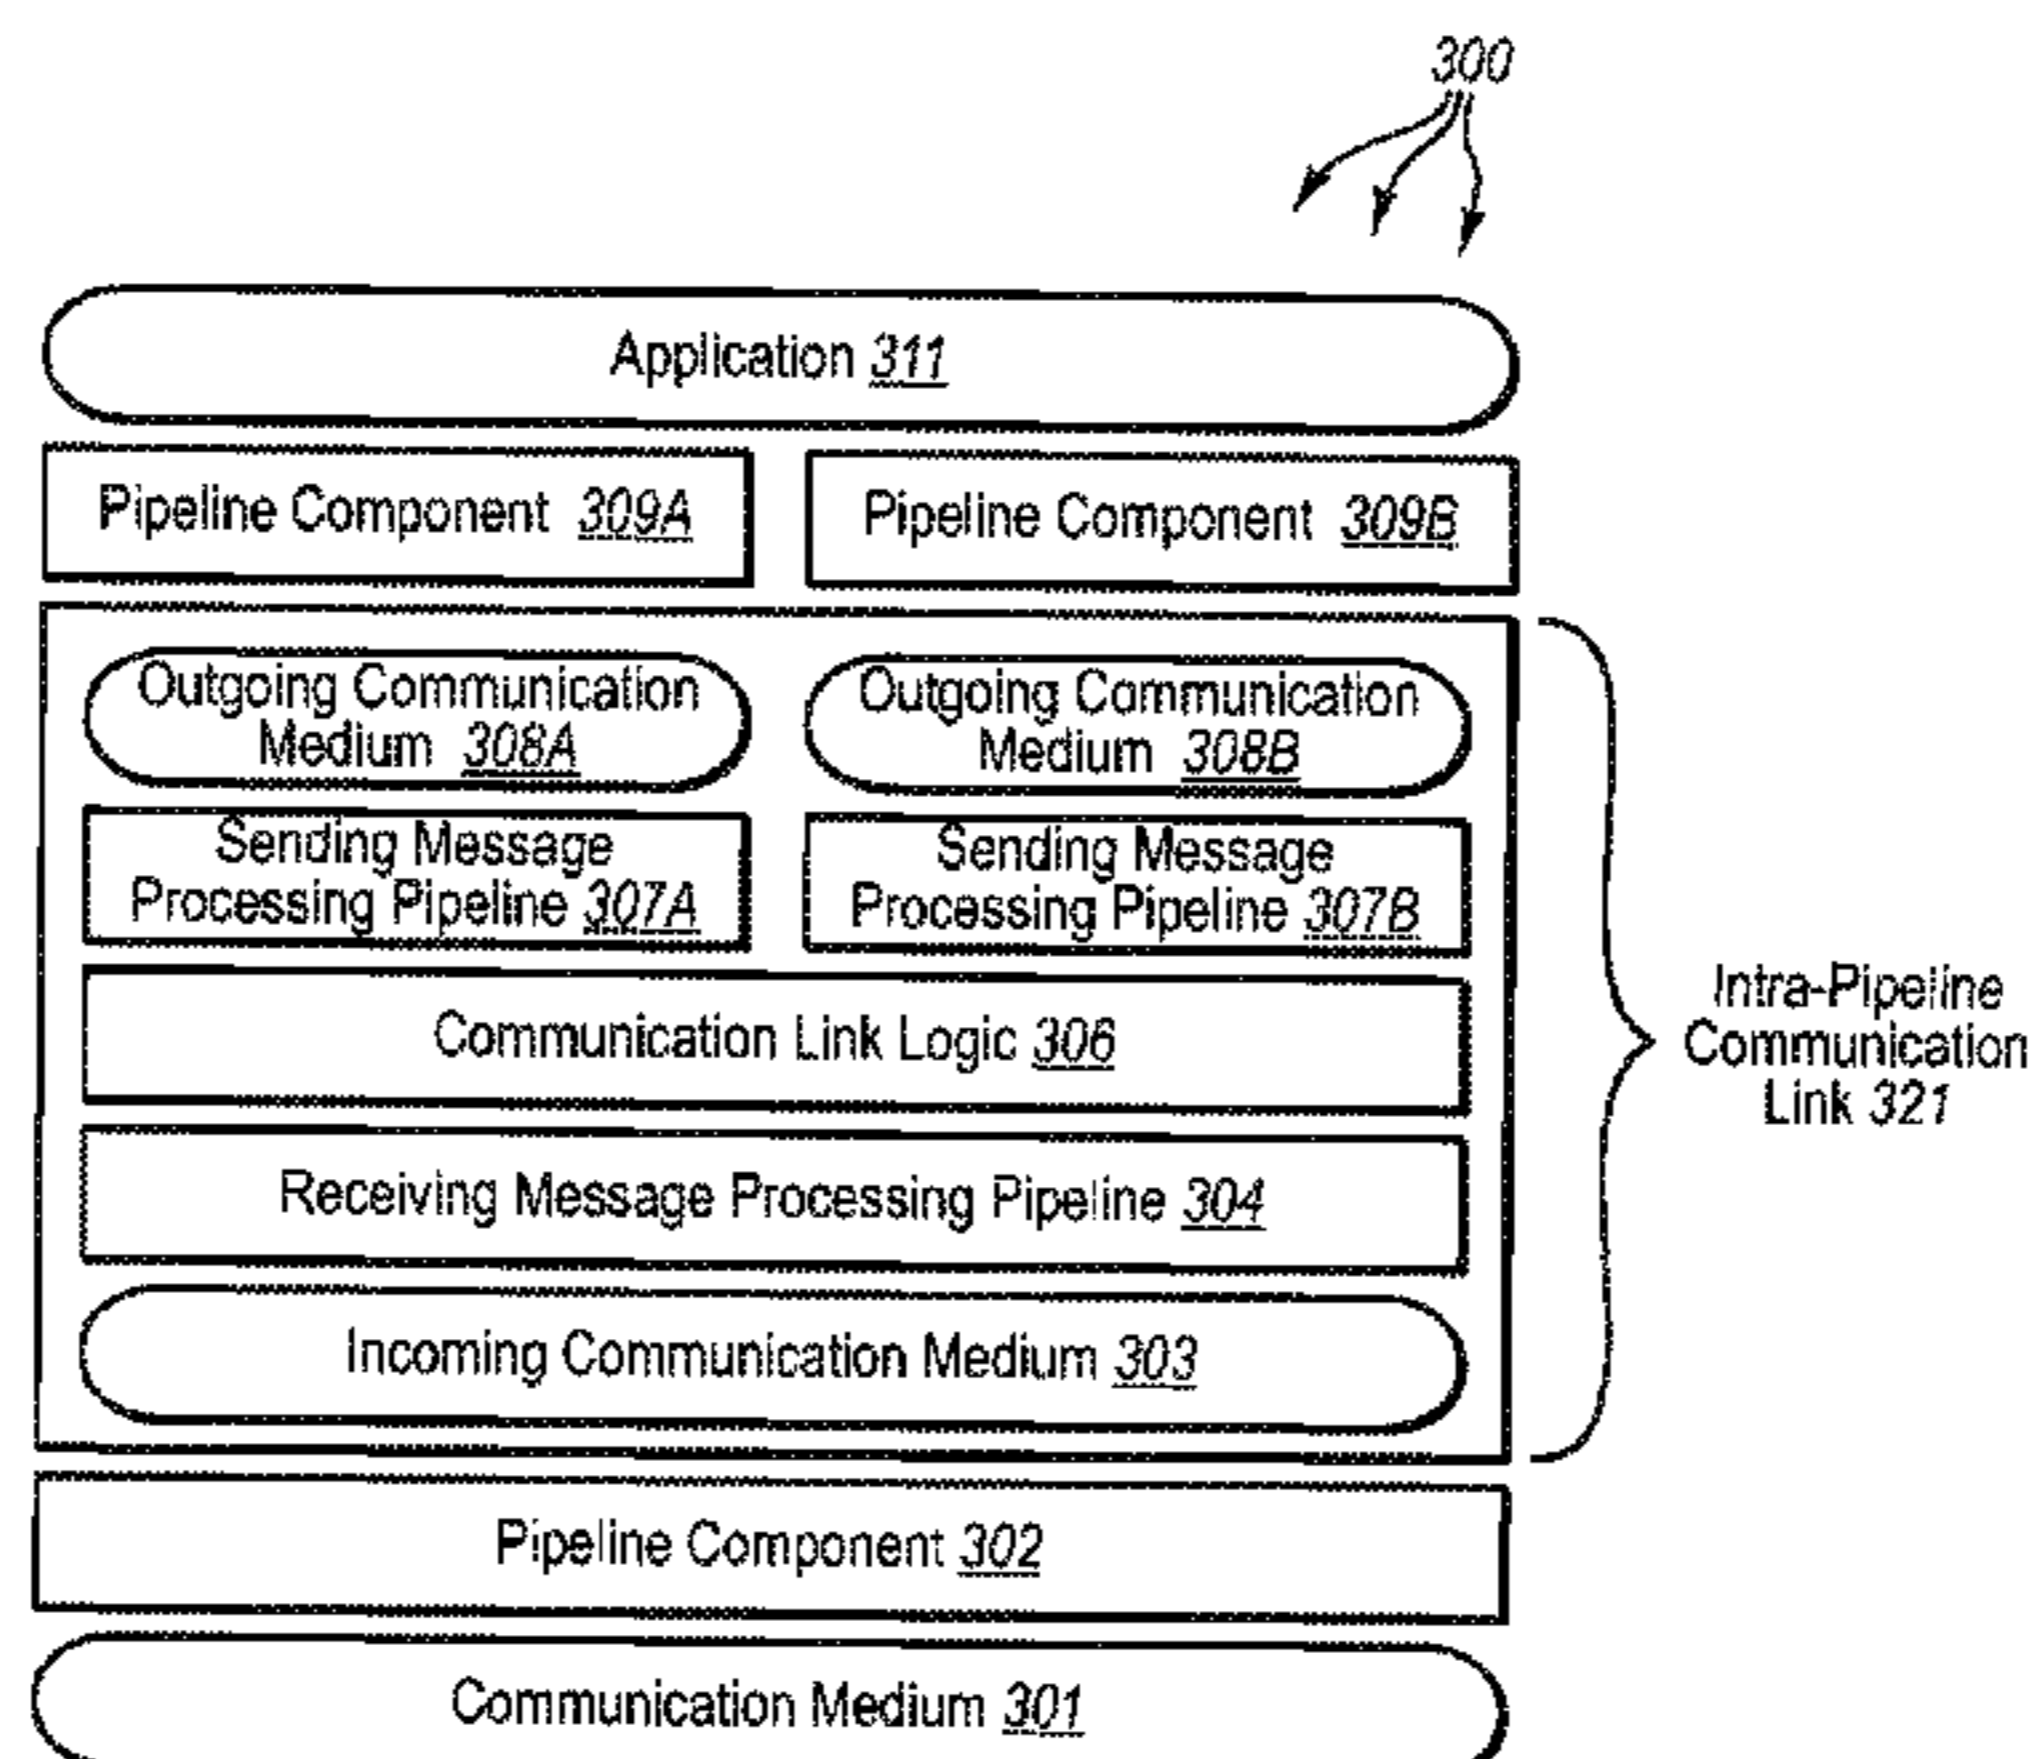 300
Application 311
Pipeline Component 309A
Pipeline Component 309B
Outgoing Communication
Medium 308A
Outgoing Communication
Medium 308B
Sending Message
Processing Pipeline 307A
Sending Message
Processing Pipeline 307B
Communication Link Logic 306
Receiving Message Processing Pipeline 304
Incoming Communication Medium 303
Intra-Pipeline
Communication
Link 321
Pipeline Component 302
Communication Medium 301